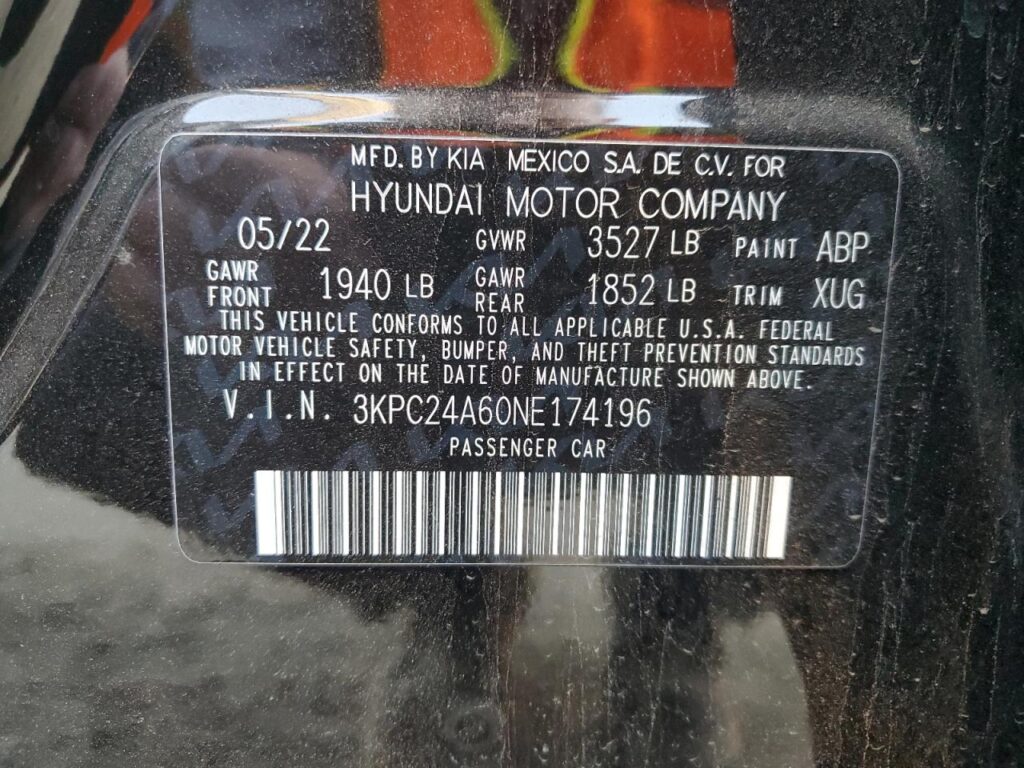 MFD. BY KIA MEXICO S.A. DE C.V. FOR
HYUNDAI MOTOR COMPANY
05/22 GVWR 3527 LB PAINT ABP
GAWR FRONT 1940 LB GAWR REAR 1852 LB TRIM XUG
THIS VEHICLE CONFORMS TO ALL APPLICABLE U.S.A. FEDERAL
MOTOR VEHICLE SAFETY, BUMPER, AND THEFT PREVENTION STANDARDS
IN EFFECT ON THE DATE OF MANUFACTURE SHOWN ABOVE.
V.I.N. 3KPC24A60NE174196
PASSENGER CAR